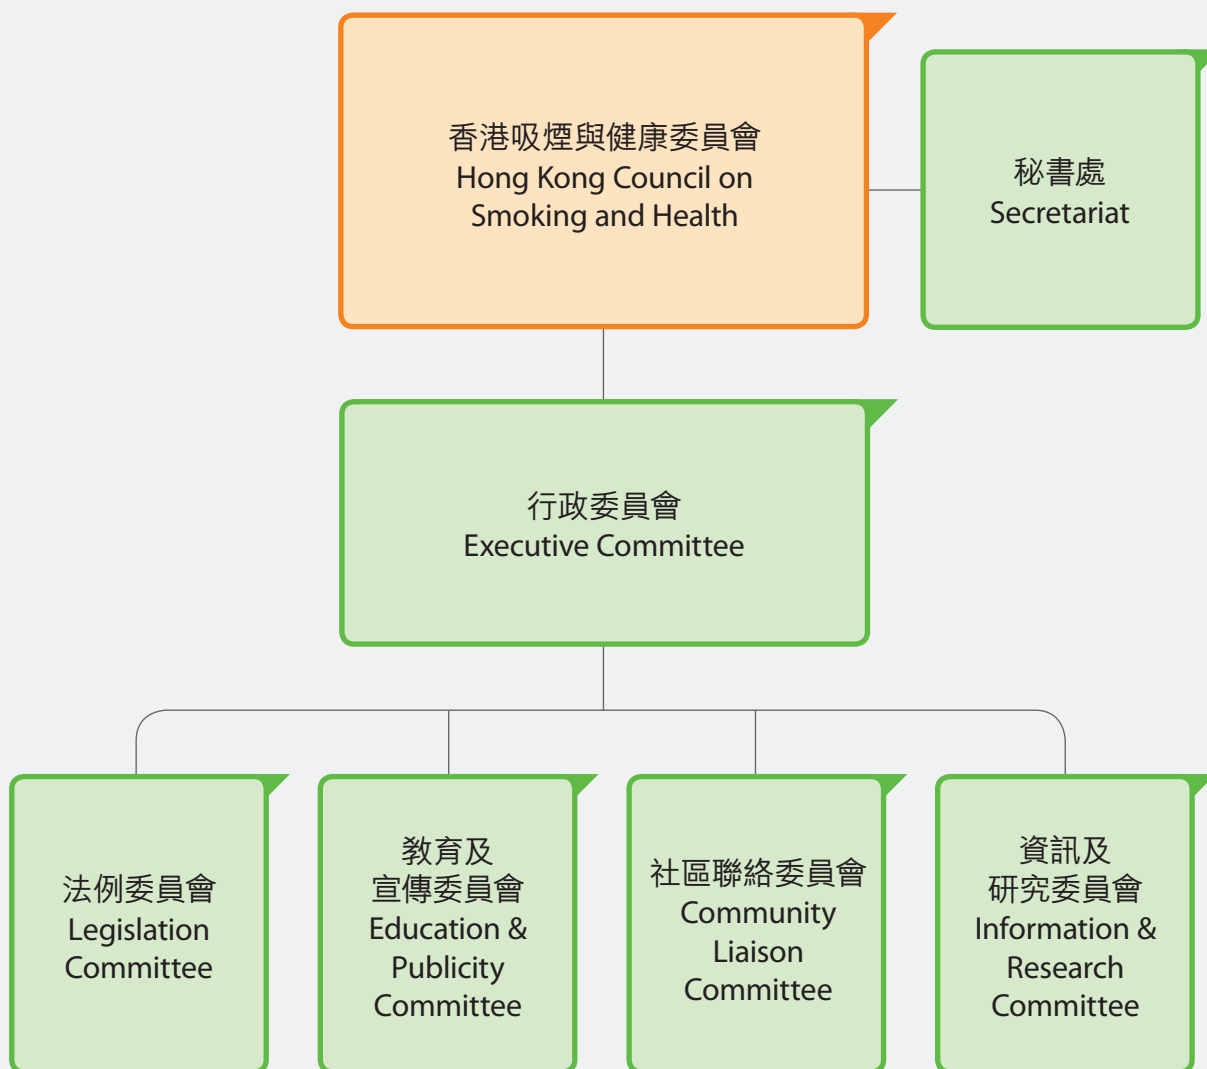 香港吸煙與健康委員會
Hong Kong Council on
Smoking and Health
秘書處
Secretariat
行政委員會
Executive Committee
法例委員會
Legislation
Committee
教育及
宣傳委員會
Education &
Publicity
Committee
社區聯絡委員會
Community
Liaison
Committee
資訊及
研究委員會
Information &
Research
Committee